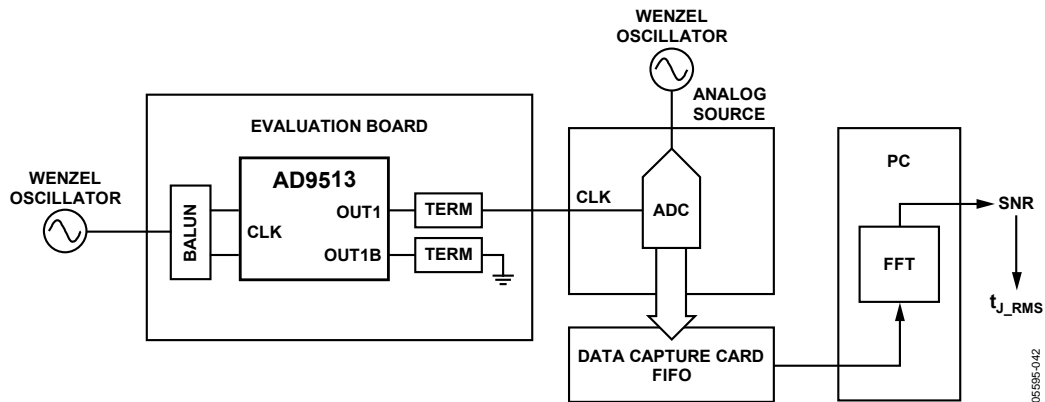 WENZEL
OSCILLATOR
ANALOG
SOURCE
EVALUATION BOARD
PC
WENZEL
OSCILLATOR
BALUN
AD9513
CLK
OUT1
OUT1B
TERM
TERM
CLK
ADC
FFT
SNR
tJ_RMS
DATA CAPTURE CARD
FIFO
05595-042